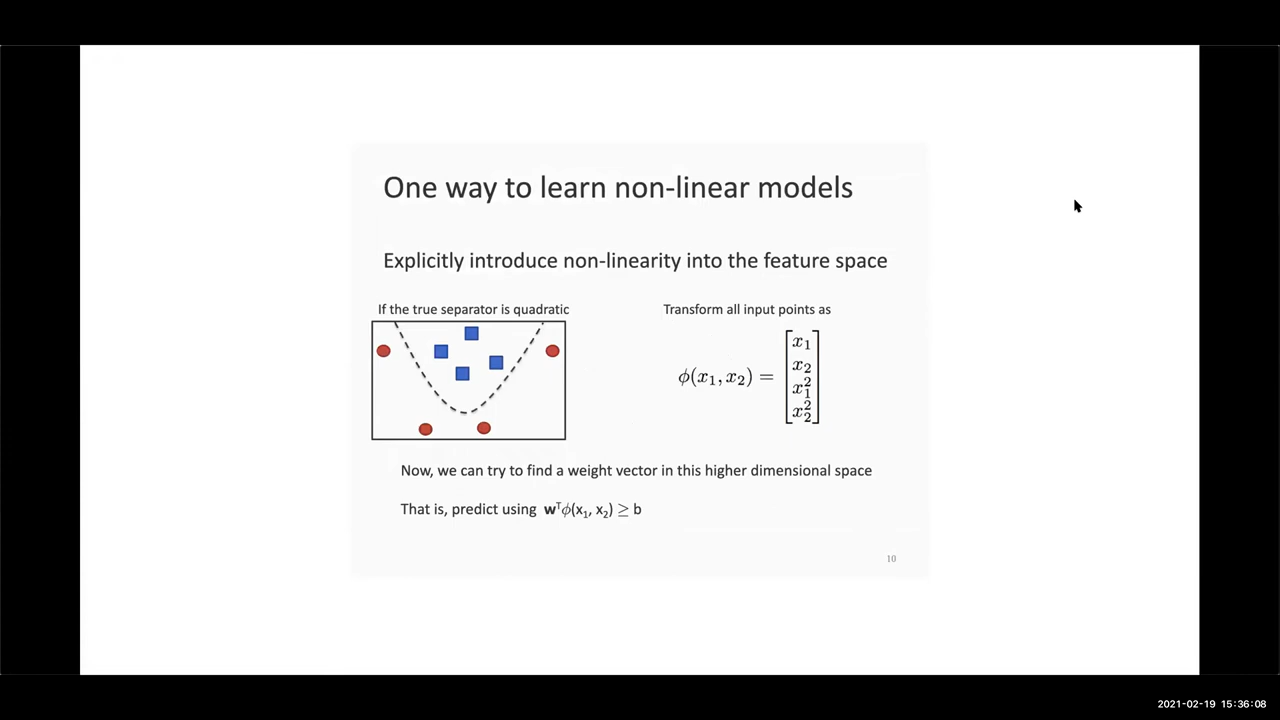 One way to learn non-linear models
Explicitly introduce non-linearity into the feature space
If the true separator is quadratic
Transform all input points as
ϕ(x₁, x₂) = [x₁ x₂ x₁² x₂²]
Now, we can try to find a weight vector in this higher dimensional space
That is, predict using wᵀϕ(x₁, x₂) ≥ b
10
2021-02-19 15:36:08